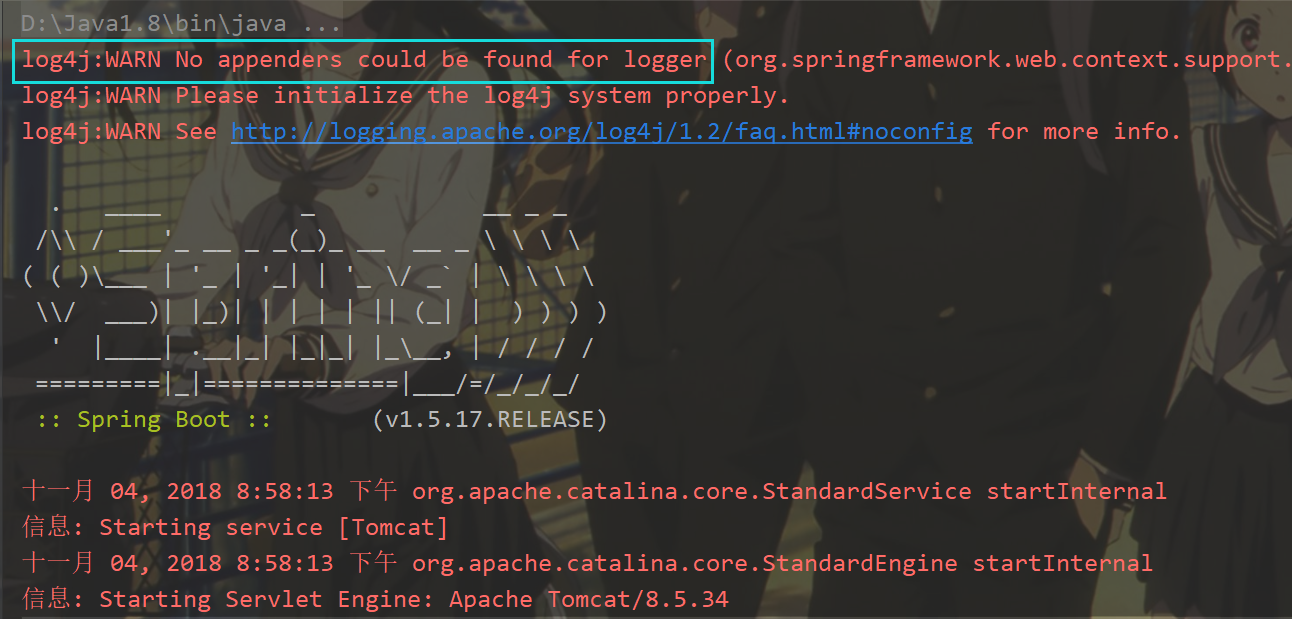 D:\Java1.8\bin\java ...
log4j:WARN No appenders could be found for logger (org.springframework.web.context.support.
log4j:WARN Please initialize the log4j system properly.
log4j:WARN See http://logging.apache.org/log4j/1.2/faq.html#noconfig for more info.
  .   ____          _            __ _ _
 /\\ / ___'_ __ _ _(_)_ __  __ _ \ \ \ \
( ( )\___ | '_ | '_| | '_ \/ _` | \ \ \ \
 \\/  ___)| |_)| | | | | || (_| |  ) ) ) )
  '  |____| .__|_| |_|_| |_\__, | / / / /
 =========|_|==============|___/=/_/_/_/
 :: Spring Boot ::       (v1.5.17.RELEASE)
十一月 04, 2018 8:58:13 下午 org.apache.catalina.core.StandardService startInternal
信息: Starting service [Tomcat]
十一月 04, 2018 8:58:13 下午 org.apache.catalina.core.StandardEngine startInternal
信息: Starting Servlet Engine: Apache Tomcat/8.5.34